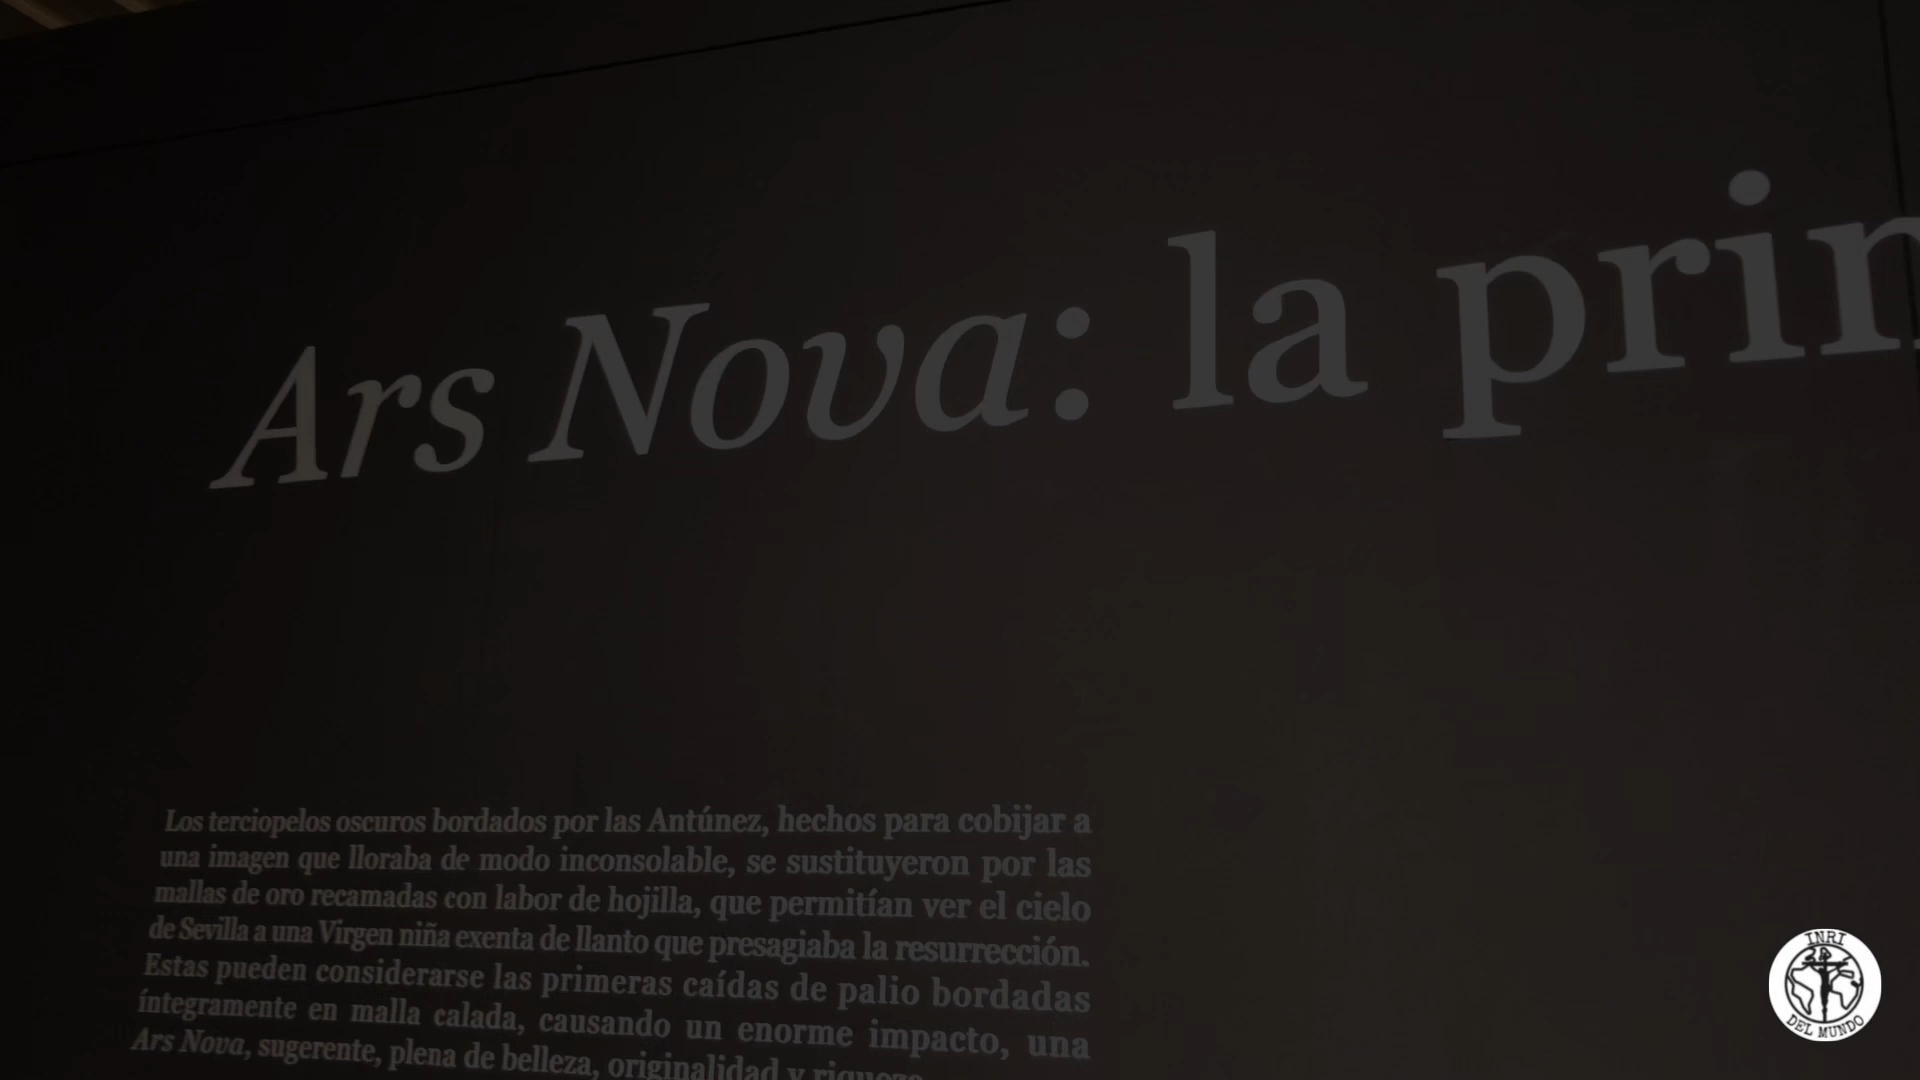 Ars Nova: la prin
Los terciopelos oscuros bordados por las Antúnez, hechos para cobijar a
una imagen que lloraba de modo inconsolable, se sustituyeron por las
mallas de oro recamadas con labor de hojilla, que permitían ver el cielo
de Sevilla a una Virgen niña exenta de llanto que presagiaba la resurrección.
Estas pueden considerarse las primeras caídas de palio bordadas
íntegramente en malla calada, causando un enorme impacto, una
Ars Nova, sugerente, plena de belleza, originalidad y riqueza
INRI
DEL MUNDO